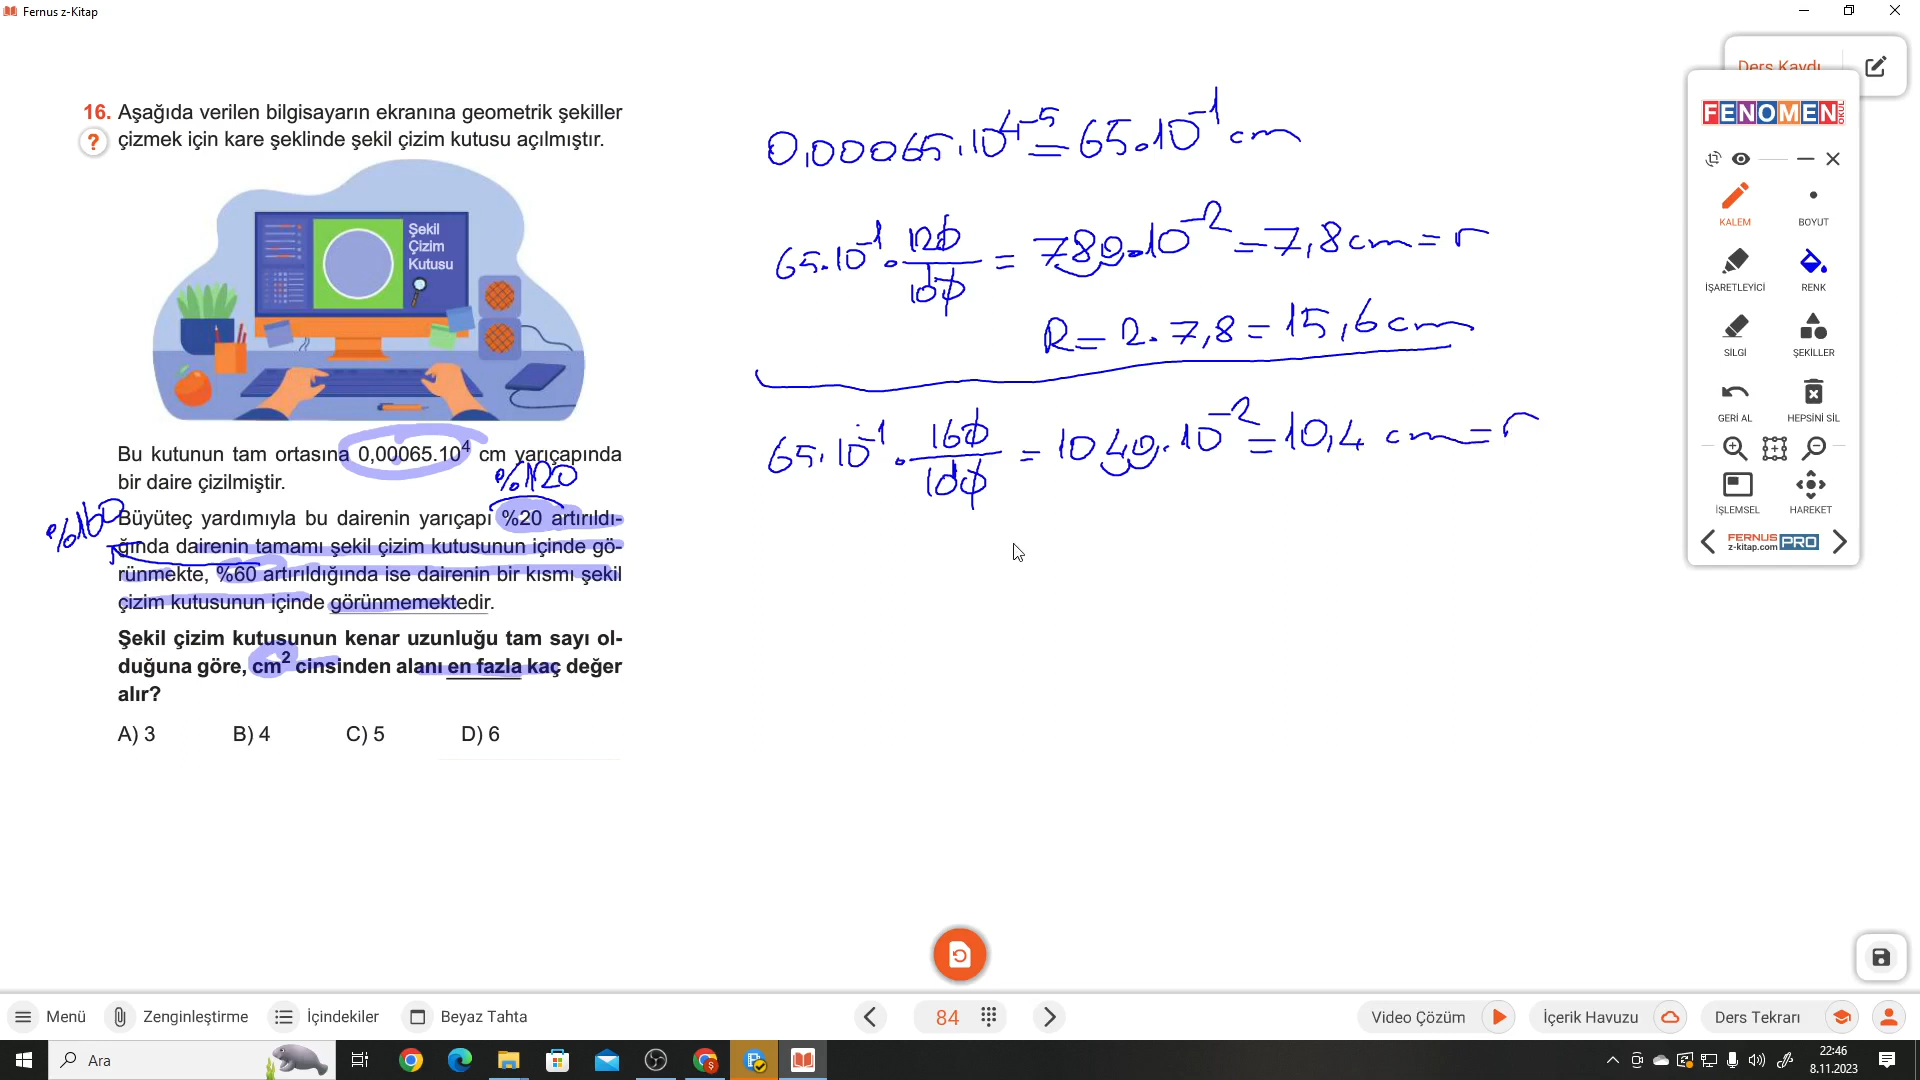 Fernus z-Kitap
16. Aşağıda verilen bilgisayarın ekranına geometrik şekiller
? çizmek için kare şeklinde şekil çizim kutusu açılmıştır.
Şekil
Çizim
Kutusu
Bu kutunun tam ortasına 0,00065.10⁴ cm yarıçapında
bir daire çizilmiştir.
%120
%160
Büyüteç yardımıyla bu dairenin yarıçapı %20 artırıldı-
ğında dairenin tamamı şekil çizim kutusunun içinde gö-
rünmekte, %60 artırıldığında ise dairenin bir kısmı şekil
çizim kutusunun içinde görünmemektedir.
Şekil çizim kutusunun kenar uzunluğu tam sayı ol-
duğuna göre, cm² cinsinden alanı en fazla kaç değer
alır?
A) 3 B) 4 C) 5 D) 6
0,00065.10⁴⁻⁵ = 65.10⁻¹ cm
65.10⁻¹ . 120/100 = 780.10⁻² = 7,8 cm = r
R = 2. 7,8 = 15,6 cm
65.10⁻¹ . 160/100 = 1040.10⁻² = 10,4 cm = r
Ders Kaydı
FENOMEN OKUL
KALEM BOYUT
İŞARETLEYİCİ RENK
SİLGİ ŞEKİLLER
GERİ AL HEPSİNİ SİL
İŞLEMSEL HAREKET
FERNUS z-kitap.com PRO
Menü Zenginleştirme İçindekiler Beyaz Tahta 84 Video Çözüm İçerik Havuzu Ders Tekrarı
Ara
22:46
8.11.2023